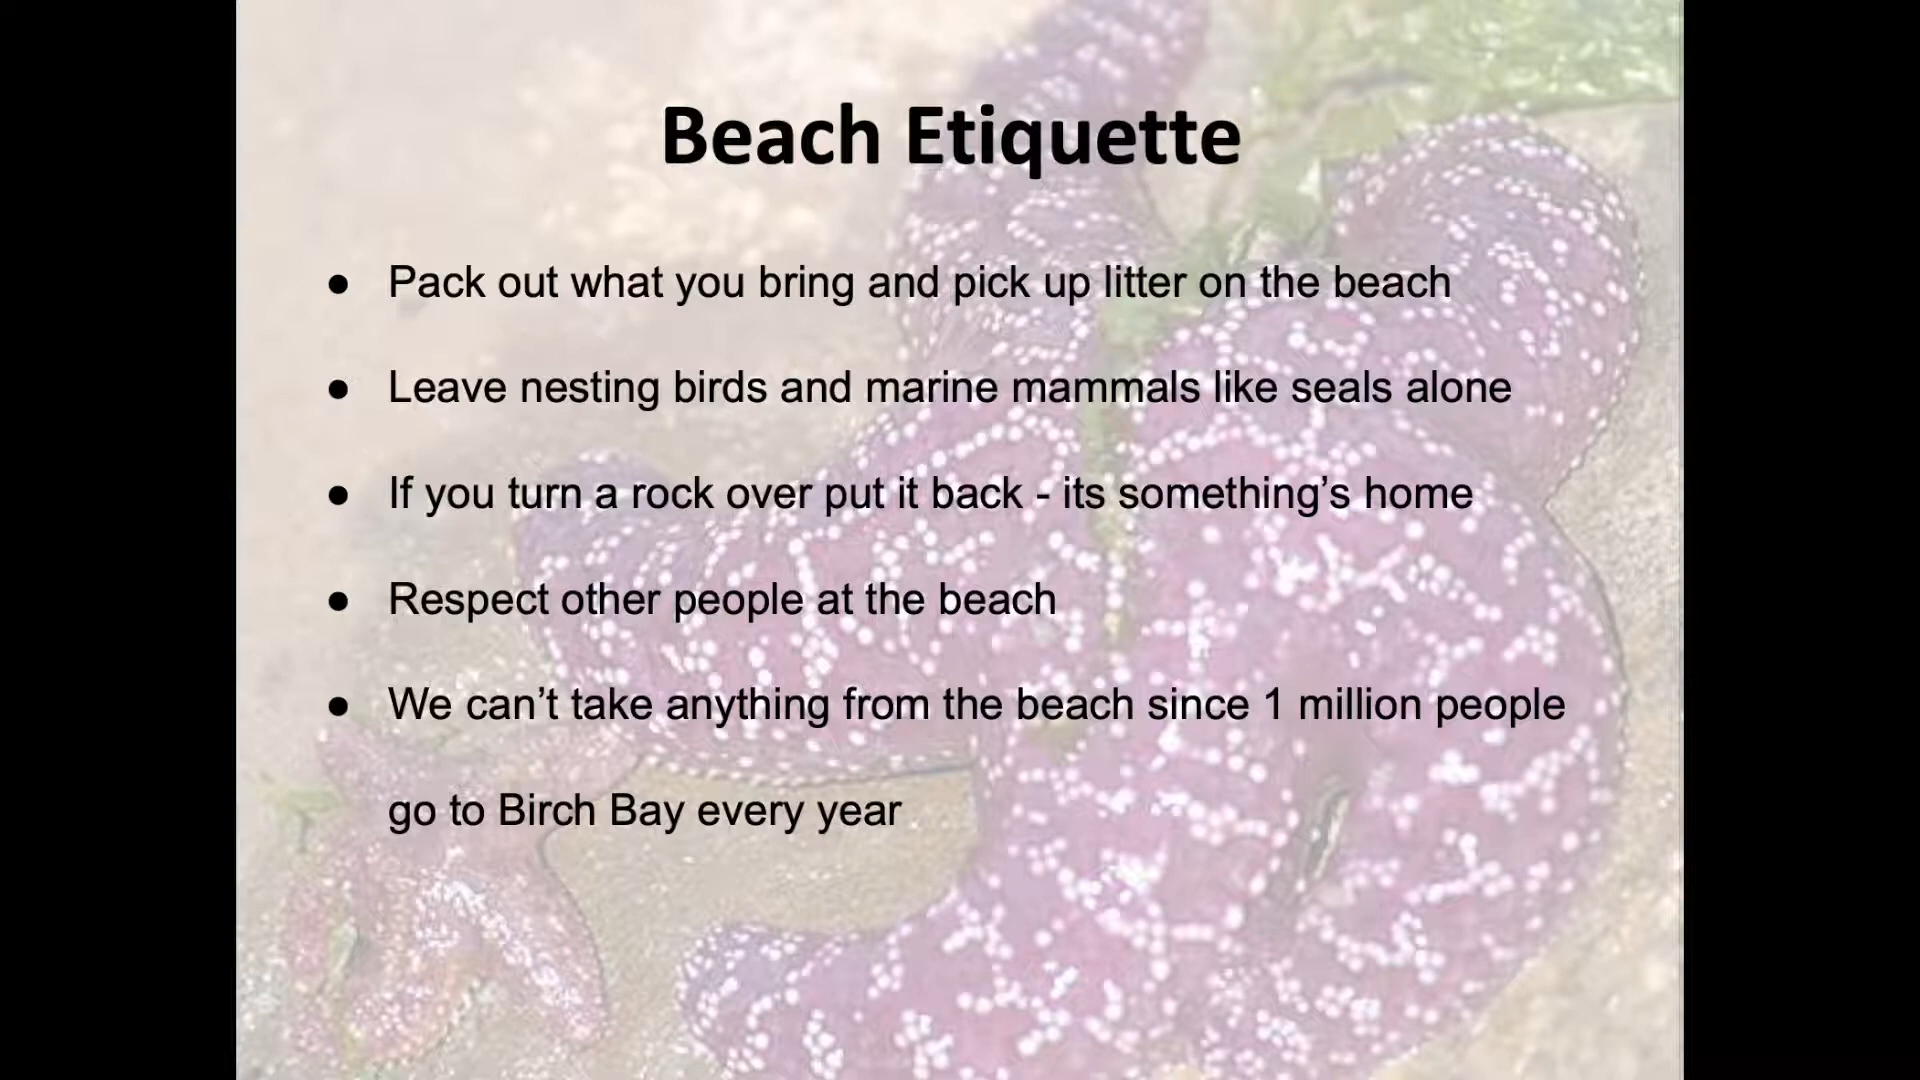 Beach Etiquette
● Pack out what you bring and pick up litter on the beach
● Leave nesting birds and marine mammals like seals alone
● If you turn a rock over put it back - its something’s home
● Respect other people at the beach
● We can’t take anything from the beach since 1 million people
go to Birch Bay every year